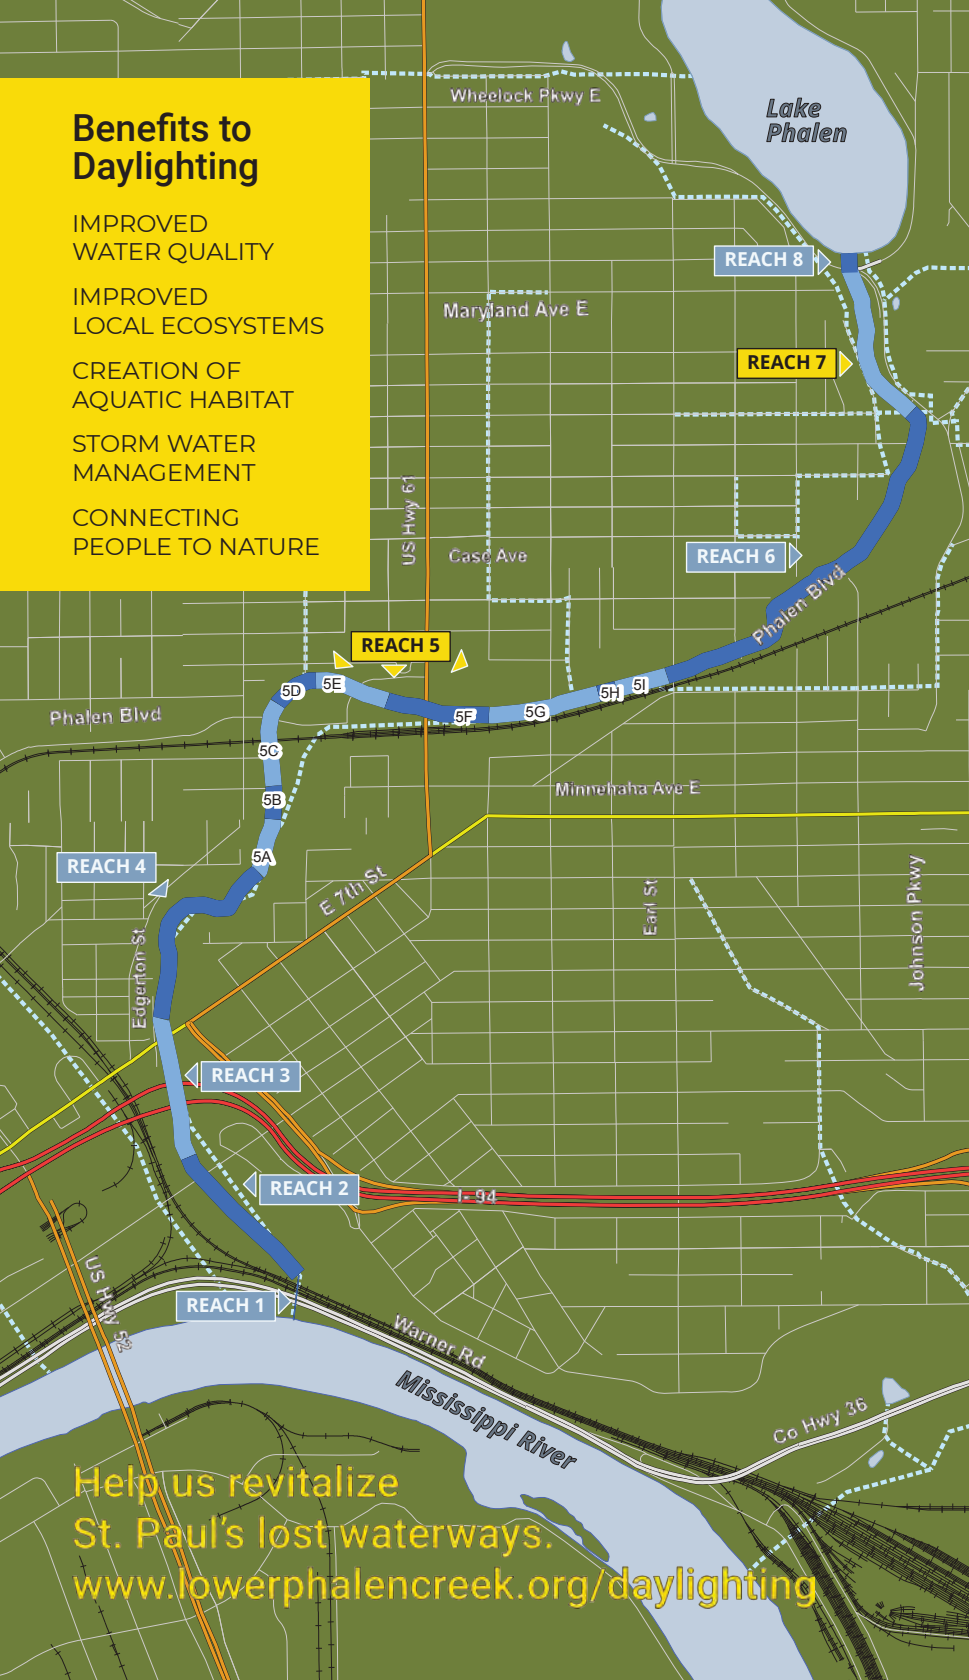 Benefits to
Daylighting
IMPROVED
WATER QUALITY
IMPROVED
LOCAL ECOSYSTEMS
CREATION OF
AQUATIC HABITAT
STORM WATER
MANAGEMENT
CONNECTING
PEOPLE TO NATURE
Wheelock Pkwy E
Lake
Phalen
REACH 8
Maryland Ave E
REACH 7
US Hwy 61
Case Ave
REACH 6
Phalen Blvd
REACH 5
5I
5H
5G
5F
5E
5D
Phalen Blvd
5C
Minnehaha Ave E
5B
5A
REACH 4
E 7th St
Earl St
Johnson Pkwy
Edgerton St
REACH 3
REACH 2
I-94
US Hwy 52
REACH 1
Warner Rd
Mississippi River
Co Hwy 36
Help us revitalize
St. Paul's lost waterways.
www.lowerphalencreek.org/daylighting